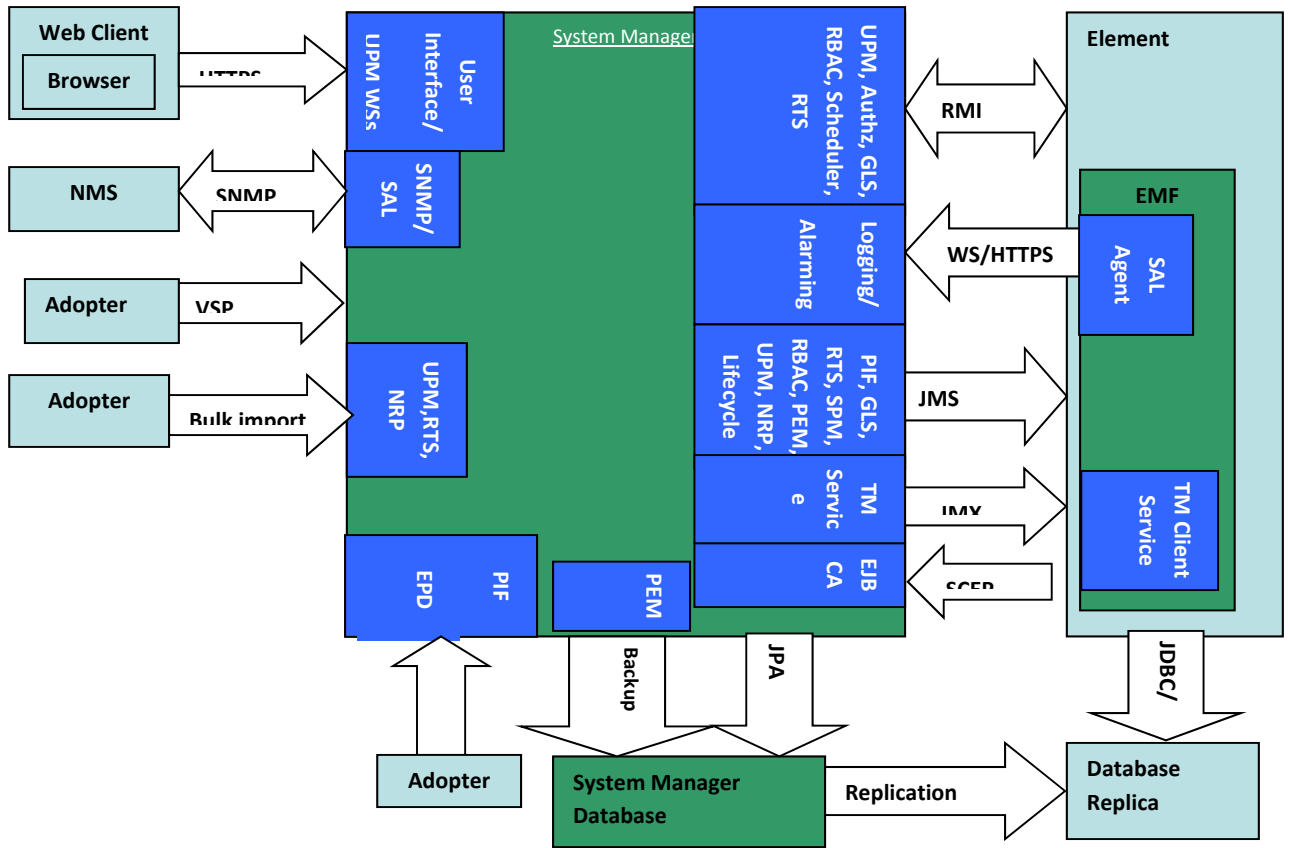 Web Client
Browser
HTTPS
User
Interface/
UPM WSs
System Manager
UPM, Authz, GLS,
RBAC, Scheduler,
RTS
RMI
Element
NMS
SNMP
SNMP/
SAL
Logging/
Alarming
WS/HTTPS
EMF
SAL
Agent
Adopter
VSP
Adopter
Bulk import
UPM,RTS,
NRP
PIF, GLS,
RTS, SPM,
RBAC, PEM,
UPM, NRP,
Lifecycle
JMS
TM
Servic
e
JMX
TM Client
Service
EJB
CA
SCEP
PIF
EPD
PEM
Backup
JPA
JDBC/
Adopter
System Manager
Database
Replication
Database
Replica